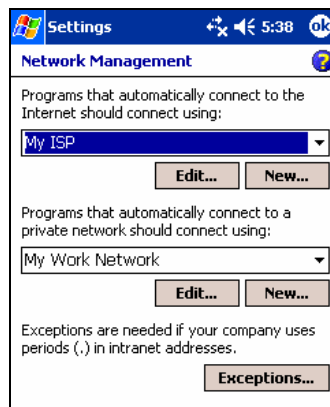 Settings 5:38 ok
Network Management ?
Programs that automatically connect to the
Internet should connect using:
My ISP
Edit... New...
Programs that automatically connect to a
private network should connect using:
My Work Network
Edit... New...
Exceptions are needed if your company uses
periods (.) in intranet addresses.
Exceptions...